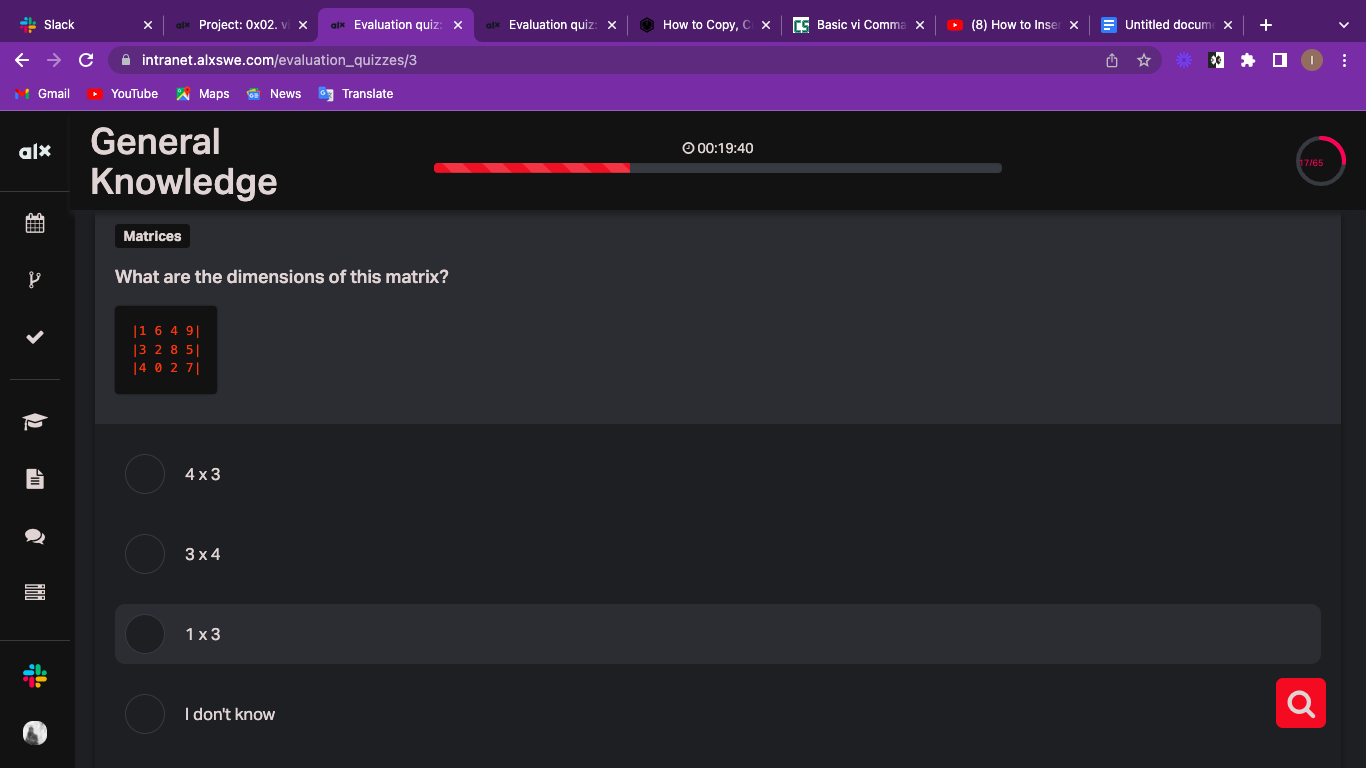 Slack
Project: 0x02. vi
Evaluation quiz:
Evaluation quiz:
How to Copy, C
Basic vi Comma
(8) How to Inse
Untitled docum
intranet.alxswe.com/evaluation_quizzes/3
I
Gmail
YouTube
Maps
News
Translate
alx
General
Knowledge
00:19:40
17/65
Matrices
What are the dimensions of this matrix?
|1 6 4 9|
|3 2 8 5|
|4 0 2 7|
4 x 3
3 x 4
1 x 3
I don't know